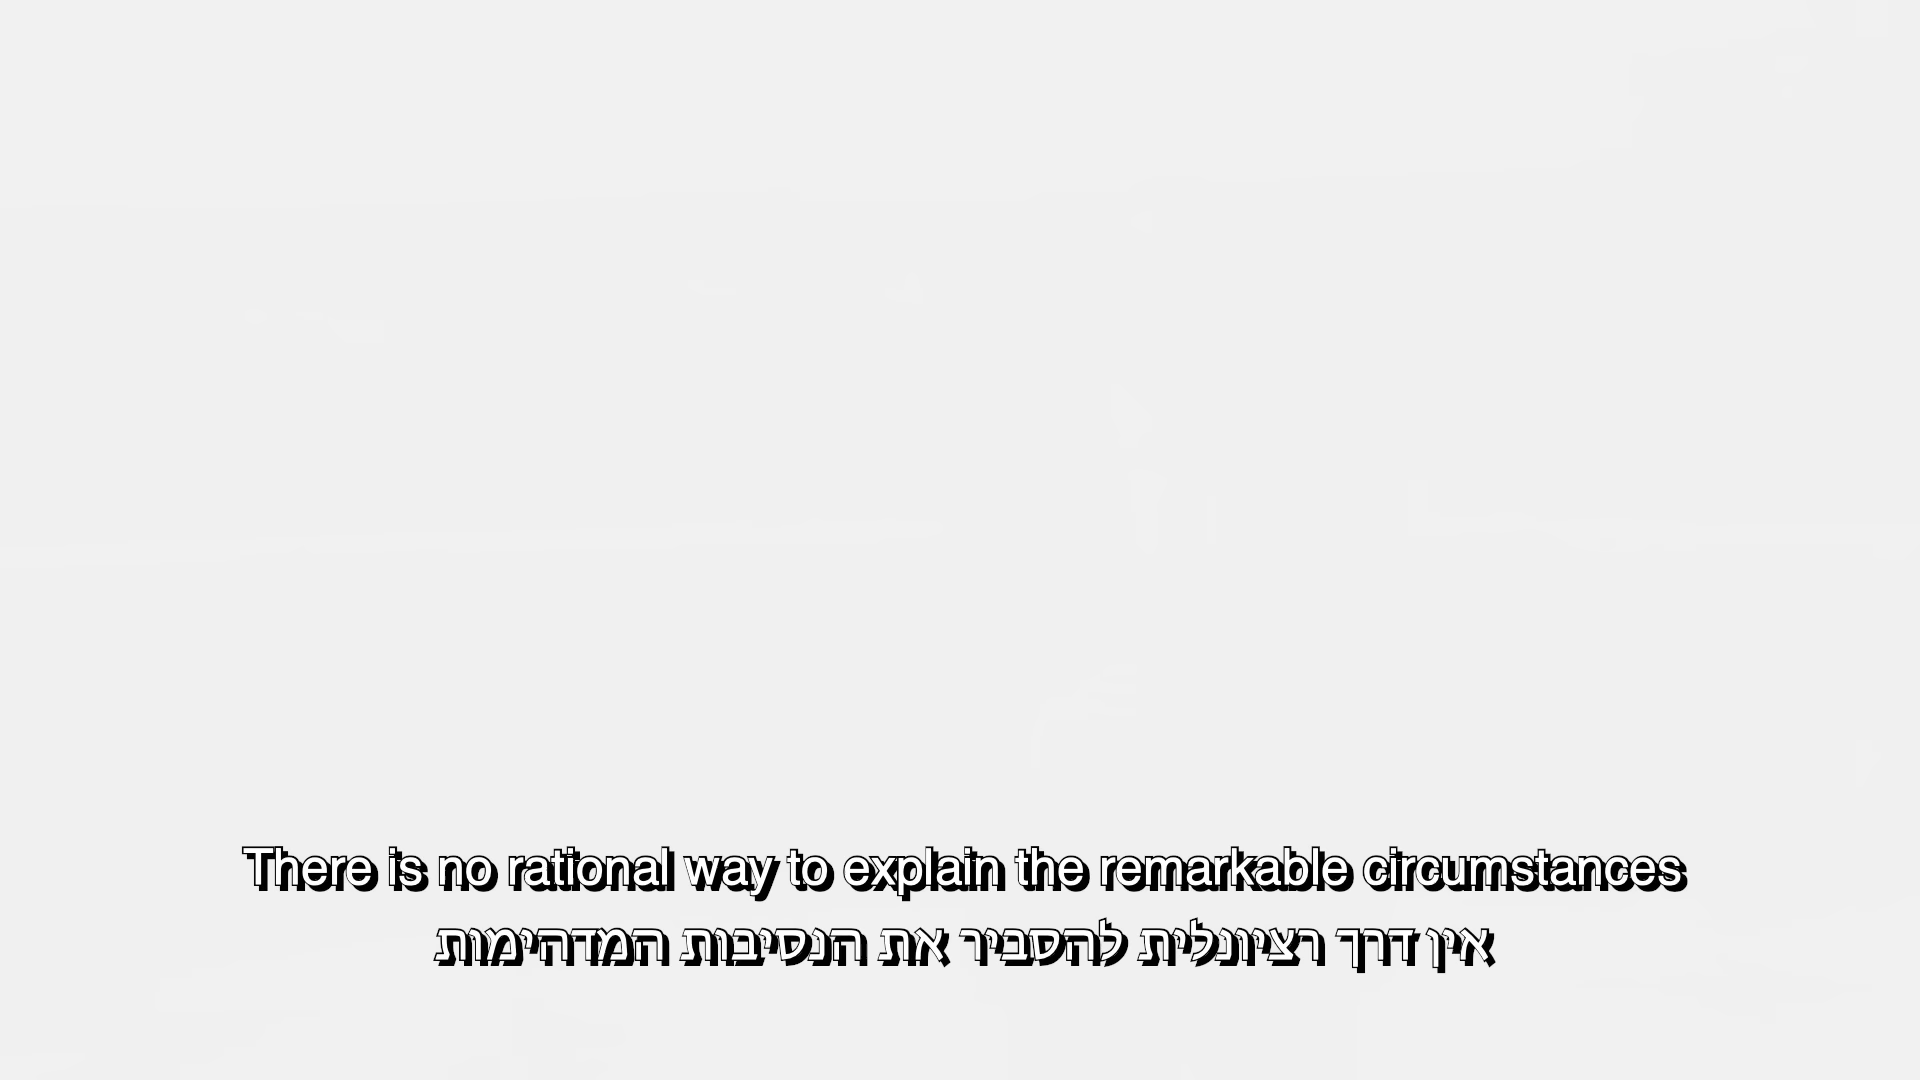 There is no rational way to explain the remarkable circumstances
אין דרך רציונלית להסביר את הנסיבות המדהימות